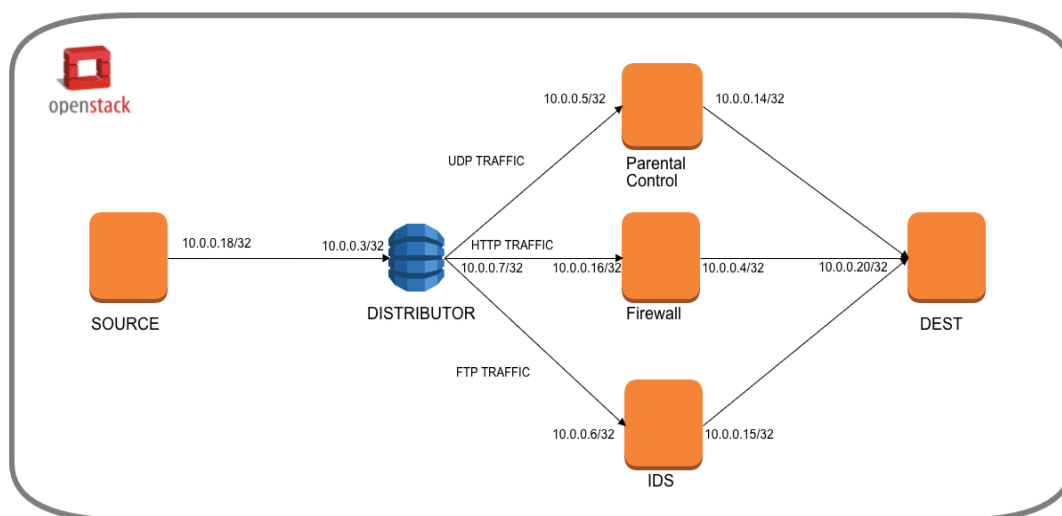 openstack
10.0.0.5/32
10.0.0.14/32
UDP TRAFFIC
Parental
Control
10.0.0.18/32
10.0.0.3/32
HTTP TRAFFIC
10.0.0.7/32
10.0.0.16/32
10.0.0.4/32
10.0.0.20/32
SOURCE
DISTRIBUTOR
Firewall
DEST
FTP TRAFFIC
10.0.0.6/32
10.0.0.15/32
IDS